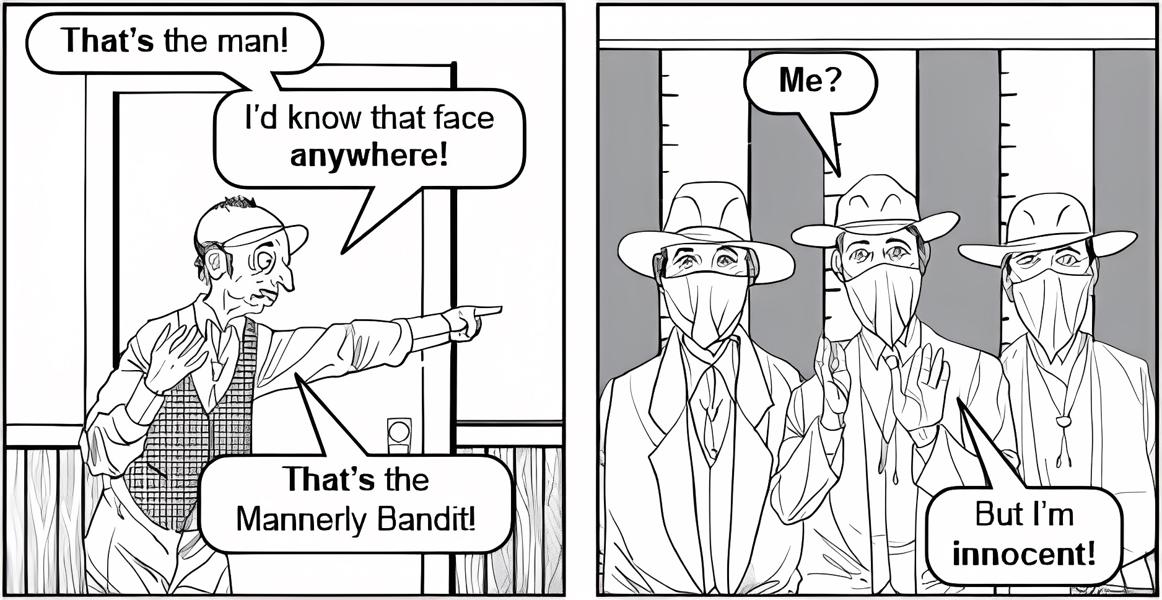 That's the man!
I'd know that face
anywhere!
That's the
Mannerly Bandit!
Me?
But I'm
innocent!